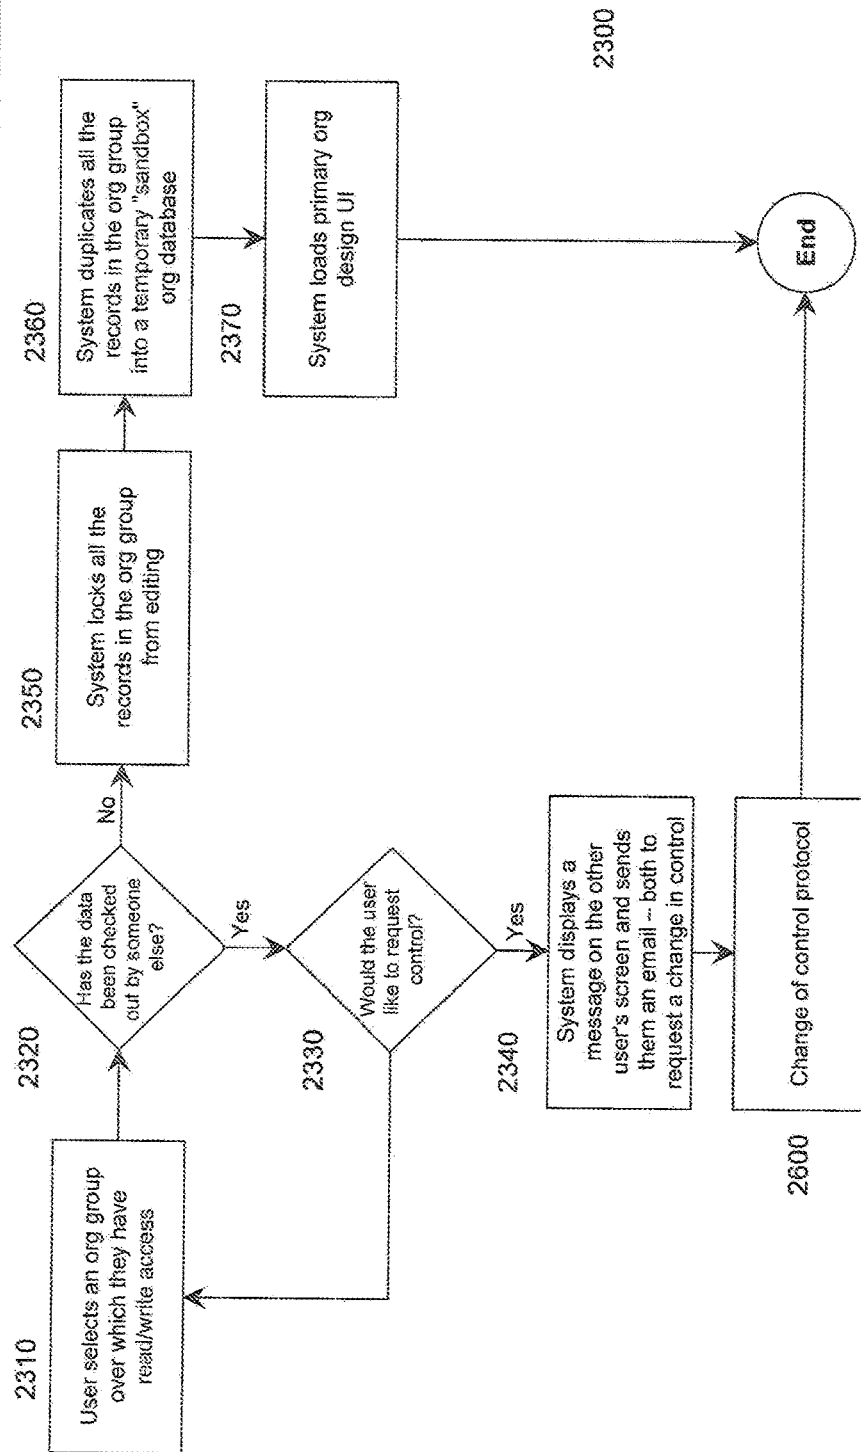 2310
User selects an org group
over which they have
read/write access
2320
Has the data
been checked
out by someone
else?
No
Yes
2330
Would the user
like to request
control?
Yes
2340
System displays a
message on the other
user's screen and sends
them an email -- both to
request a change in control
2600
Change of control protocol
2350
System locks all the
records in the org group
from editing
2360
System duplicates all the
records in the org group
into a temporary "sandbox"
org database
2370
System loads primary org
design UI
End
2300